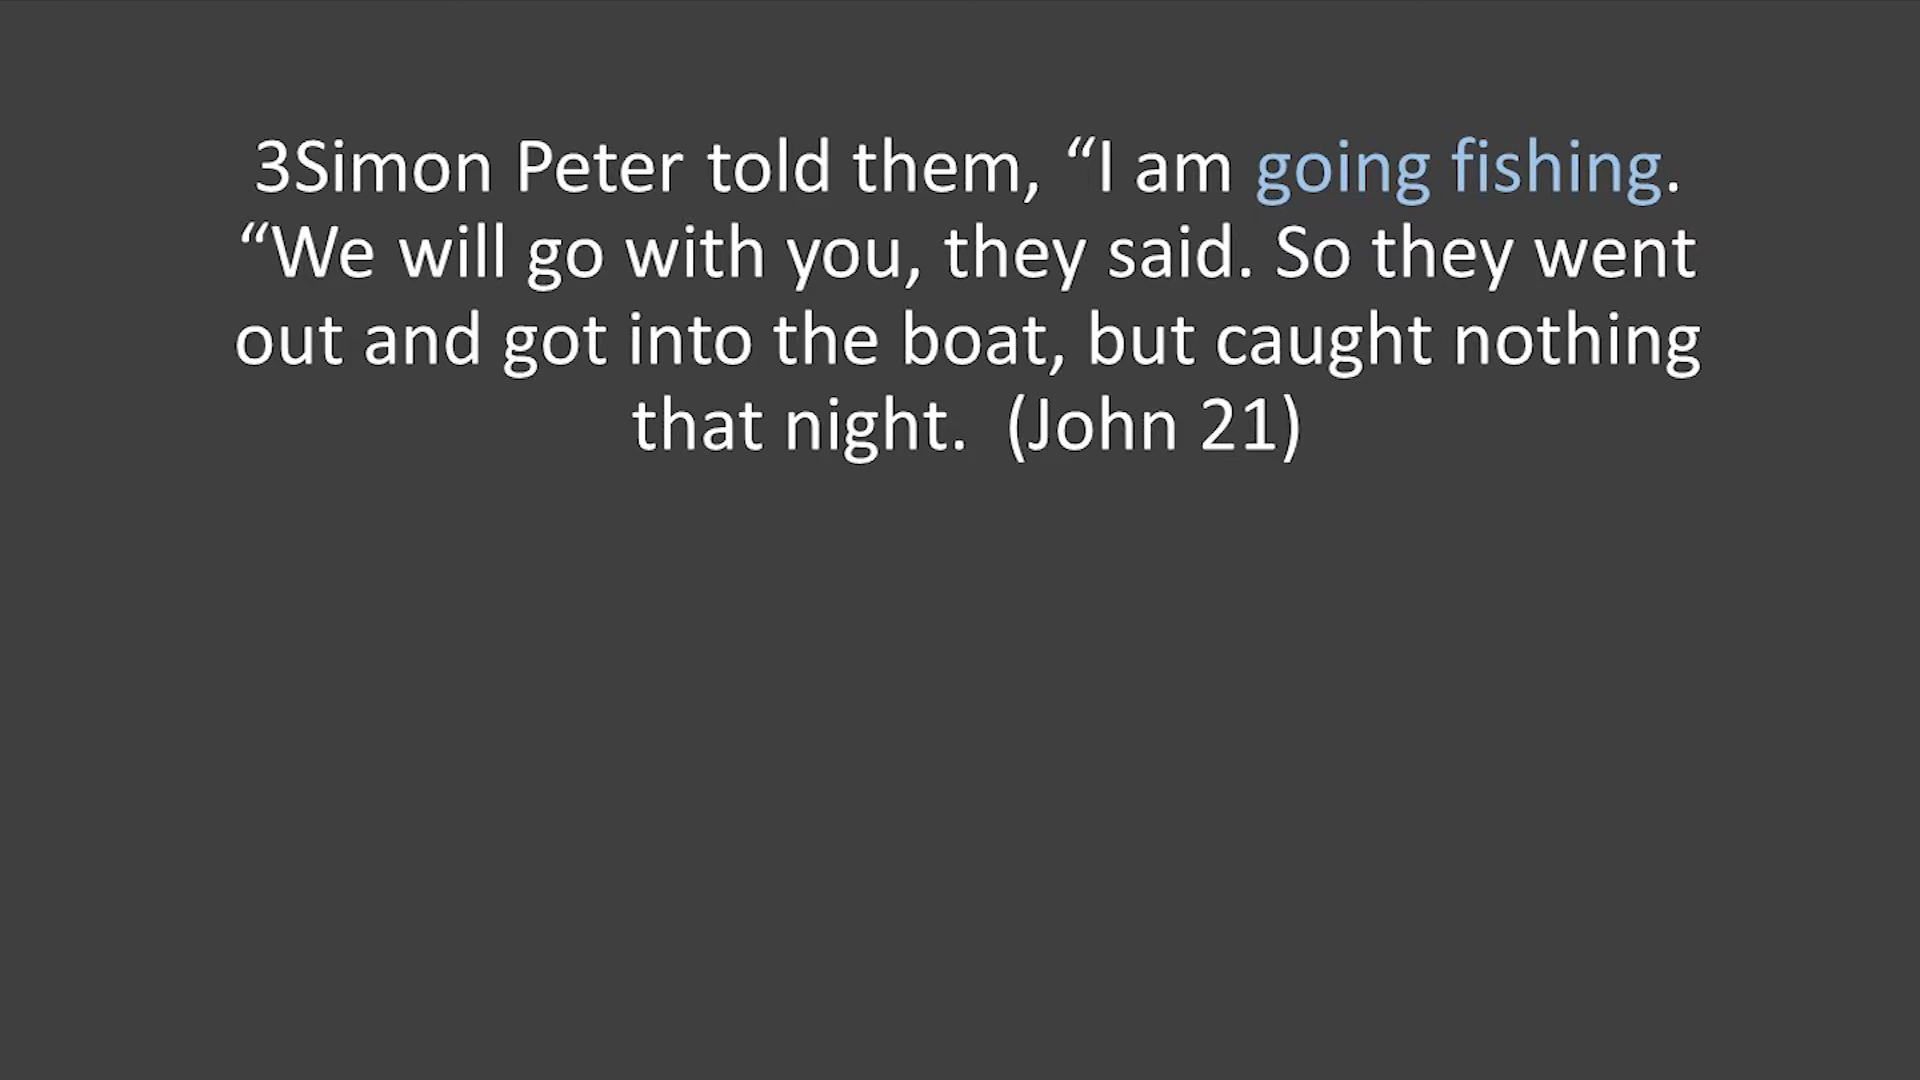 3Simon Peter told them, “I am going fishing.
“We will go with you, they said. So they went
out and got into the boat, but caught nothing
that night.  (John 21)